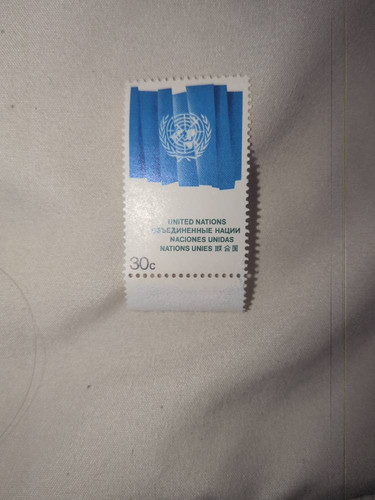 UNITED NATIONS
ОБЪЕДИНЕННЫЕ НАЦИИ
NACIONES UNIDAS
NATIONS UNIES 联合国
30c